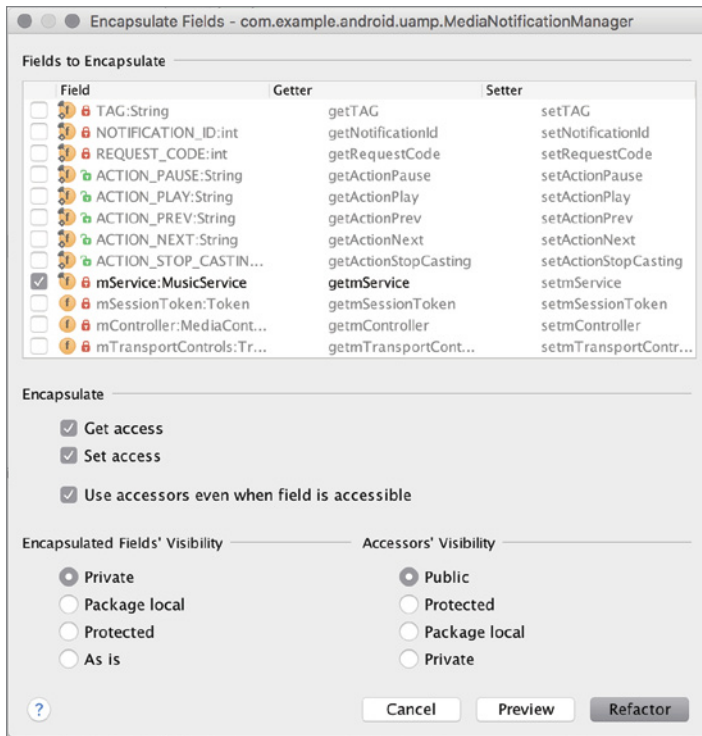 Encapsulate Fields - com.example.android.uamp.MediaNotificationManager
Fields to Encapsulate
Field Getter Setter
TAG:String getTAG setTAG
NOTIFICATION_ID:int getNotificationId setNotificationId
REQUEST_CODE:int getRequestCode setRequestCode
ACTION_PAUSE:String getActionPause setActionPause
ACTION_PLAY:String getActionPlay setActionPlay
ACTION_PREV:String getActionPrev setActionPrev
ACTION_NEXT:String getActionNext setActionNext
ACTION_STOP_CASTIN... getActionStopCasting setActionStopCasting
mService:MusicService getmService setmService
mSessionToken:Token getmSessionToken setmSessionToken
mController:MediaCont... getmController setmController
mTransportControls:Tr... getmTransportCont... setmTransportContr...
Encapsulate
Get access
Set access
Use accessors even when field is accessible
Encapsulated Fields' Visibility Accessors' Visibility
Private Public
Package local Protected
Protected Package local
As is Private
? Cancel Preview Refactor